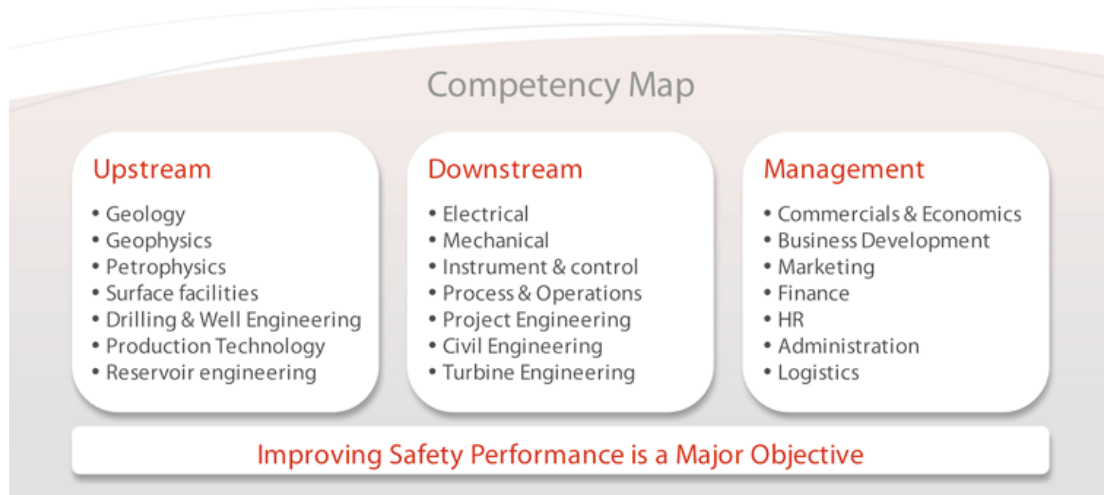 Competency Map
Upstream
• Geology
• Geophysics
• Petrophysics
• Surface facilities
• Drilling & Well Engineering
• Production Technology
• Reservoir engineering
Downstream
• Electrical
• Mechanical
• Instrument & control
• Process & Operations
• Project Engineering
• Civil Engineering
• Turbine Engineering
Management
• Commercials & Economics
• Business Development
• Marketing
• Finance
• HR
• Administration
• Logistics
Improving Safety Performance is a Major Objective